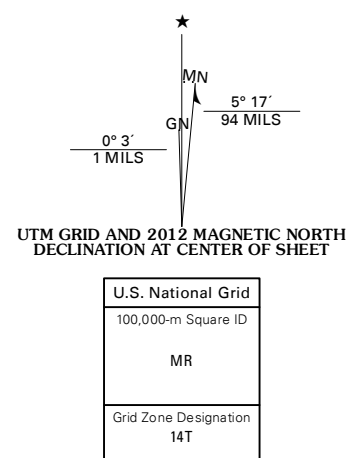 ★
MN
5° 17´
94 MILS
GN
0° 3´
1 MILS
UTM GRID AND 2012 MAGNETIC NORTH
DECLINATION AT CENTER OF SHEET
U.S. National Grid
100,000-m Square ID
MR
Grid Zone Designation
14T